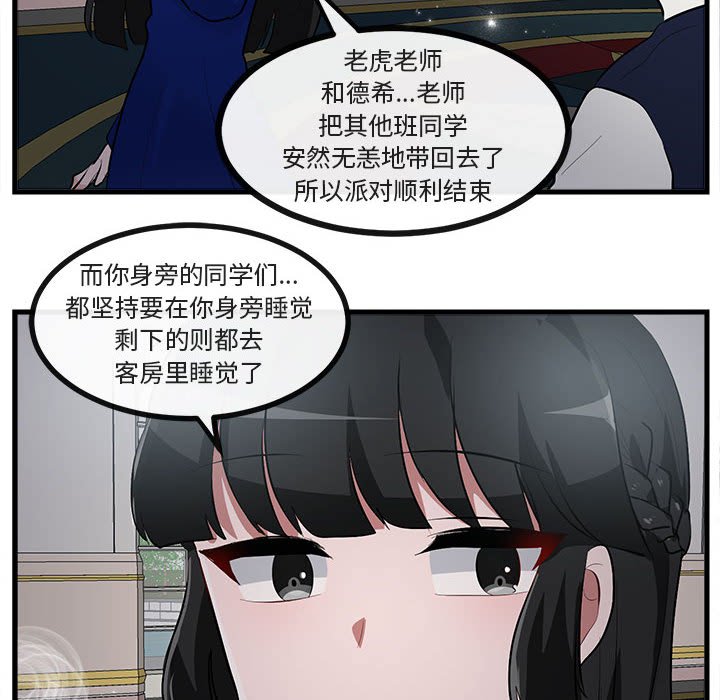 老虎老师
和德希...老师
把其他班同学
安然无恙地带回去了
所以派对顺利结束
而你身旁的同学们...
都坚持要在你身旁睡觉
剩下的则都去
客房里睡觉了